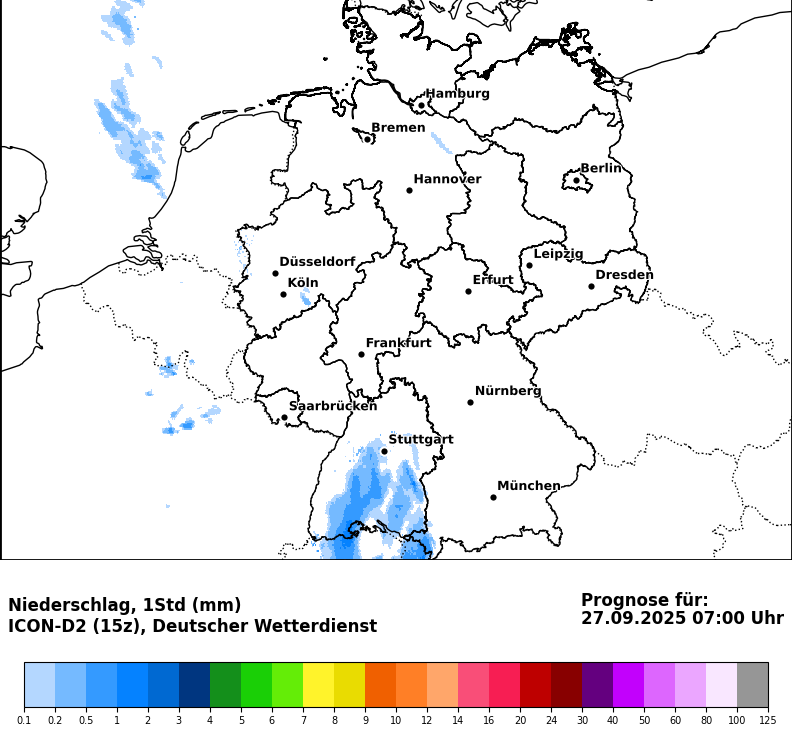 Hamburg
Bremen
Berlin
Hannover
Leipzig
Düsseldorf
Dresden
Köln
Erfurt
Frankfurt
Nürnberg
Saarbrücken
Stuttgart
München
Niederschlag, 1Std (mm)
ICON-D2 (15z), Deutscher Wetterdienst
Prognose für:
27.09.2025 07:00 Uhr
0.1 0.2 0.5 1 2 3 4 5 6 7 8 9 10 12 14 16 20 24 30 40 50 60 80 100 125